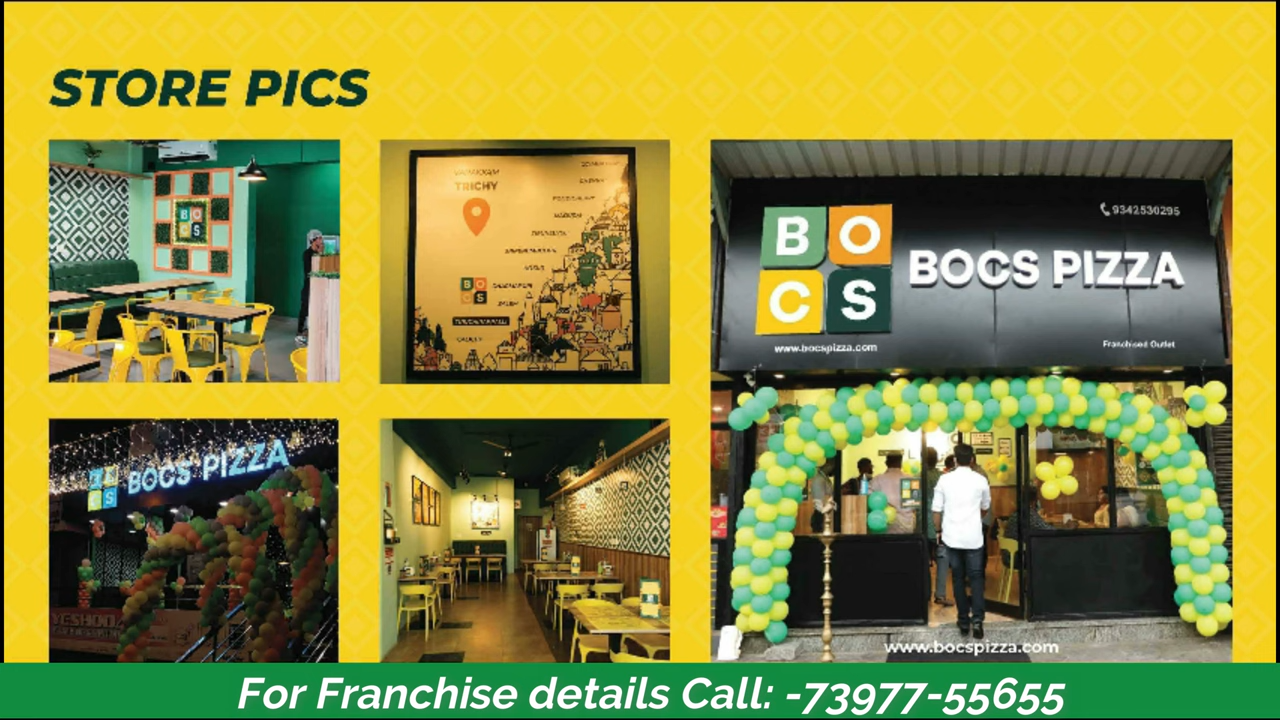 STORE PICS
B O
C S
TRICHY
B O
C S
B O
C S
BOCS PIZZA
9342530295
www.bocspizza.com
Franchised Outlet
C S
BOCS PIZZA
www.bocspizza.com
For Franchise details Call: -73977-55655